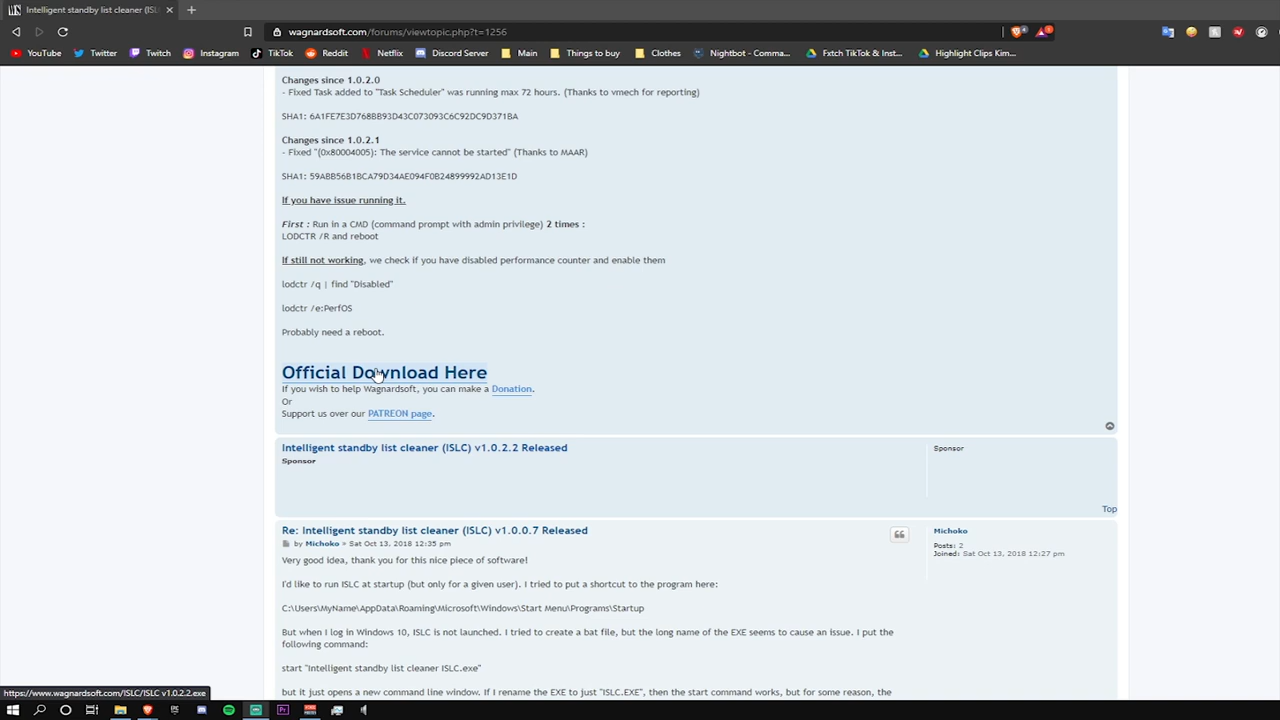 Intelligent standby list cleaner (ISL
wagnardsoft.com/forums/viewtopic.php?t=1256
YouTube Twitter Twitch Instagram TikTok Reddit Netflix Discord Server Main Things to buy Clothes Nightbot - Comma... Fxtch TikTok & Inst... Highlight Clips Kim...
Changes since 1.0.2.0
- Fixed Task added to "Task Scheduler" was running max 72 hours. (Thanks to vmech for reporting)
SHA1: 6A1FE7E3D768BB93D43C073093C6C92DC9D371BA
Changes since 1.0.2.1
- Fixed "(0x80004005): The service cannot be started" (Thanks to MAAR)
SHA1: 59ABB56B1BCA79D34AE094F0B24899992AD13E1D
If you have issue running it.
First : Run in a CMD (command prompt with admin privilege) 2 times :
LODCTR /R and reboot
If still not working, we check if you have disabled performance counter and enable them
lodctr /q | find "Disabled"
lodctr /e:PerfOS
Probably need a reboot.
Official Download Here
If you wish to help Wagnardsoft, you can make a Donation.
Or
Support us over our PATREON page.
Intelligent standby list cleaner (ISLC) v1.0.2.2 Released
Sponsor
Sponsor
Top
Re: Intelligent standby list cleaner (ISLC) v1.0.0.7 Released
by Michoko » Sat Oct 13, 2018 12:35 pm
Michoko
Posts: 2
Joined: Sat Oct 13, 2018 12:27 pm
Very good idea, thank you for this nice piece of software!
I'd like to run ISLC at startup (but only for a given user). I tried to put a shortcut to the program here:
C:\Users\MyName\AppData\Roaming\Microsoft\Windows\Start Menu\Programs\Startup
But when I log in Windows 10, ISLC is not launched. I tried to create a bat file, but the long name of the EXE seems to cause an issue. I put the
following command:
start "Intelligent standby list cleaner ISLC.exe"
but it just opens a new command line window. If I rename the EXE to just "ISLC.EXE", then the start command works, but for some reason, the
https://www.wagnardsoft.com/ISLC/ISLC v1.0.2.2.exe